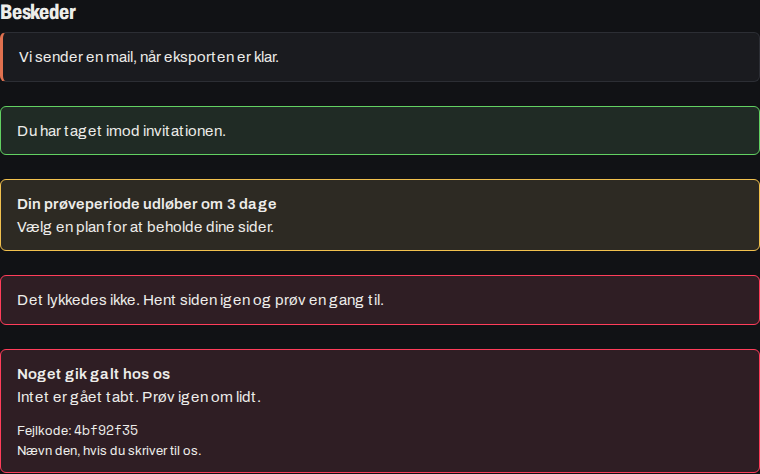 Beskeder
Vi sender en mail, når eksporten er klar.
Du har taget imod invitationen.
Din prøveperiode udløber om 3 dage
Vælg en plan for at beholde dine sider.
Det lykkedes ikke. Hent siden igen og prøv en gang til.
Noget gik galt hos os
Intet er gået tabt. Prøv igen om lidt.
Fejlkode: 4bf92f35
Nævn den, hvis du skriver til os.